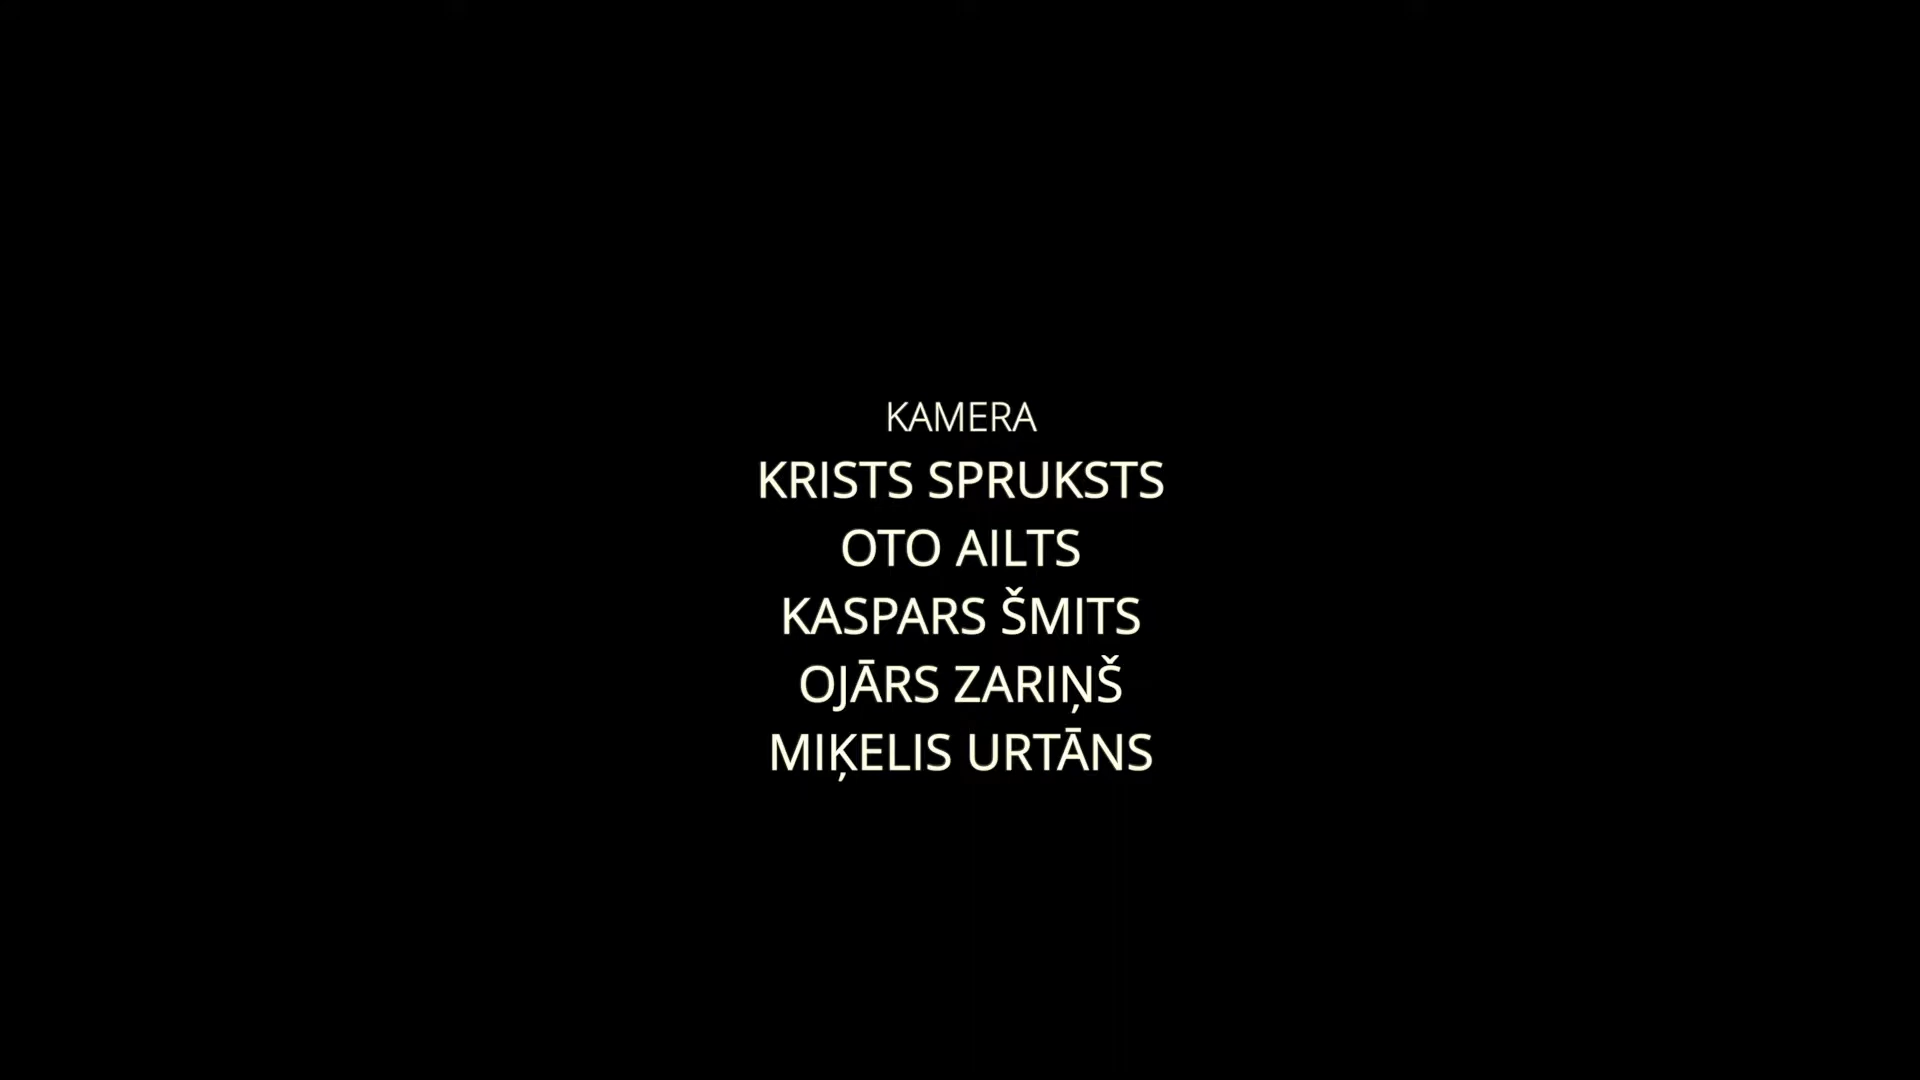 KAMERA
KRISTS SPRUKSTS
OTO AILTS
KASPARS ŠMITS
OJĀRS ZARIŅŠ
MIĶELIS URTĀNS